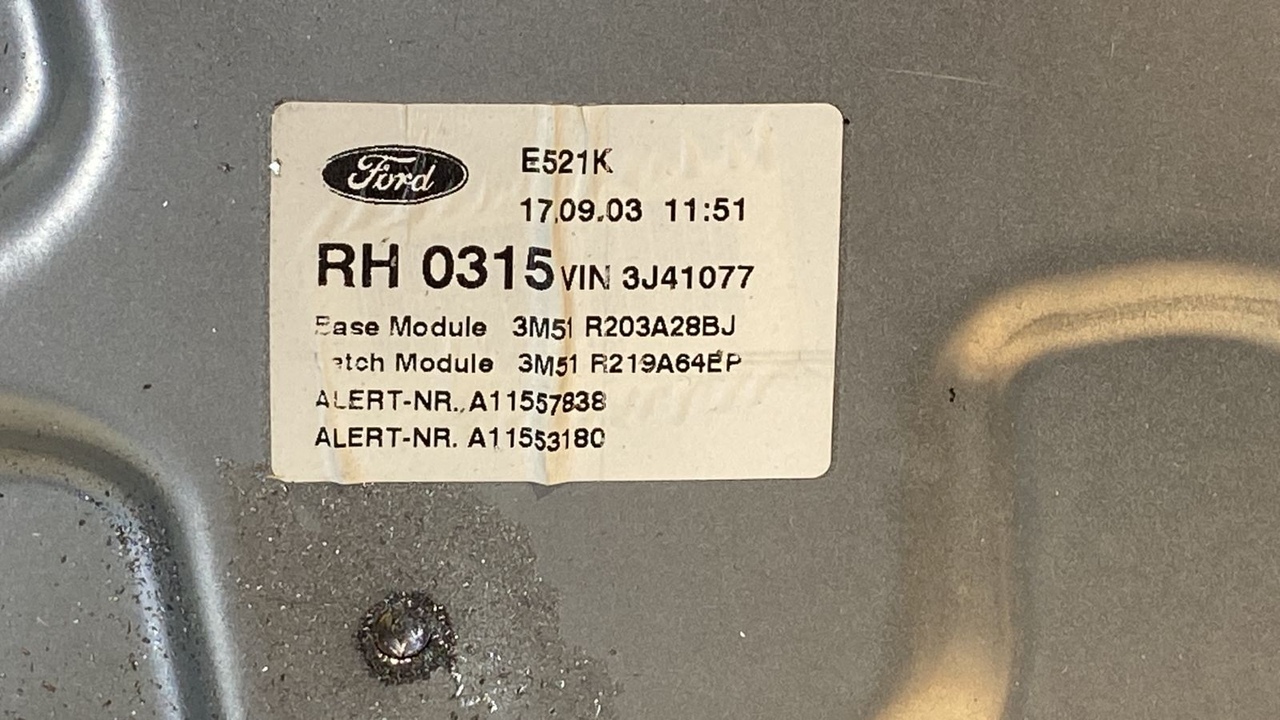 Ford
E521K
17.09.03 11:51
RH 0315 VIN 3J41077
Base Module 3M51 R203A28BJ
Latch Module 3M51 R219A64EP
ALERT-NR. A11557838
ALERT-NR. A11553180